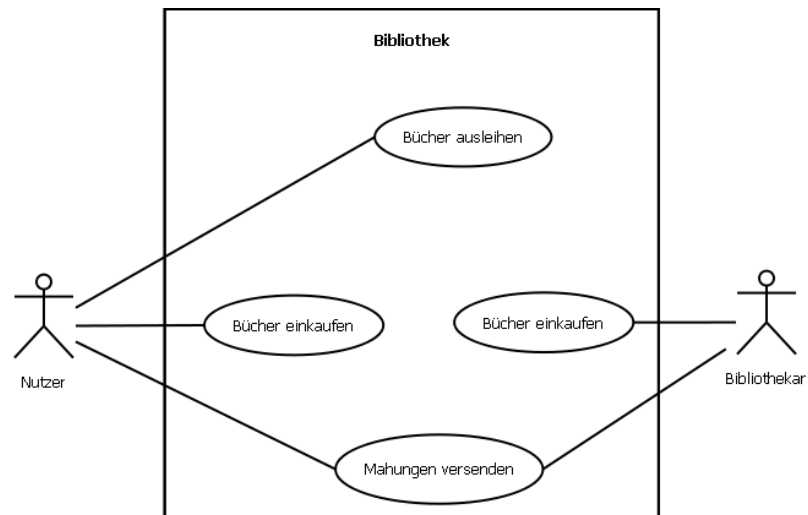 Bibliothek
Bücher ausleihen
Bücher einkaufen
Bücher einkaufen
Nutzer
Bibliothekar
Mahungen versenden